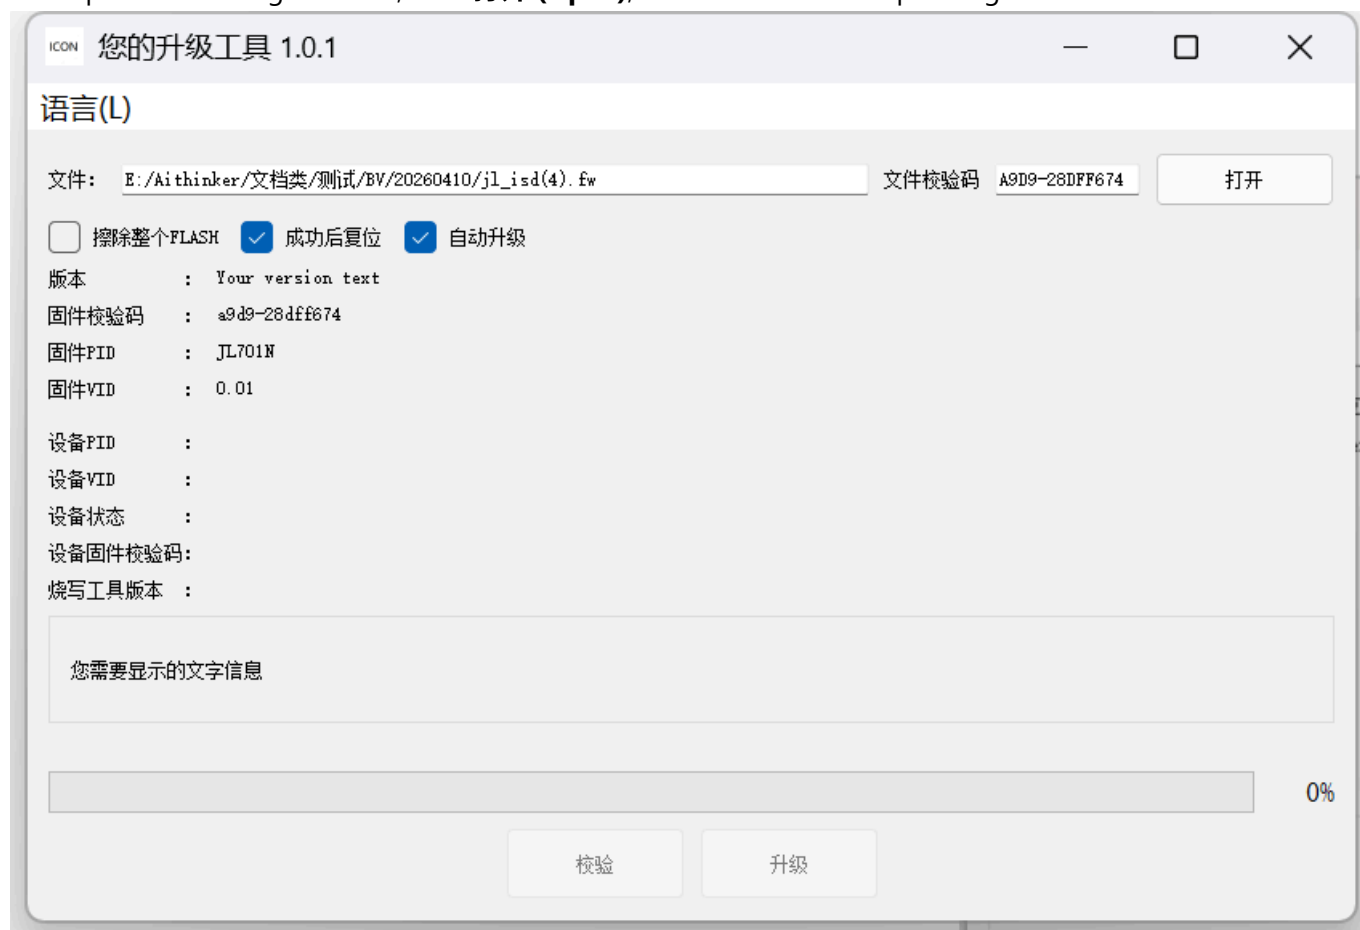 ICON 您的升级工具 1.0.1
语言(L)
文件: E:/Aithinker/文档类/测试/BV/20260410/jl_isd(4).fw 文件校验码 A9D9-28DFF674 打开
擦除整个FLASH 成功后复位 自动升级
版本 : Your version text
固件校验码 : a9d9-28dff674
固件PID : JL701N
固件VID : 0.01
设备PID :
设备VID :
设备状态 :
设备固件校验码:
烧写工具版本 :
您需要显示的文字信息
0%
校验 升级